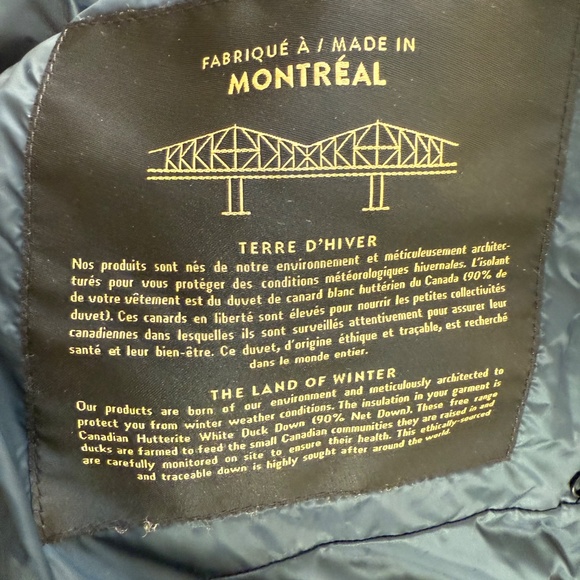 FABRIQUÉ À / MADE IN
MONTRÉAL
TERRE D'HIVER
Nos produits sont nés de notre environnement et méticuleusement architec-
turés pour vous protéger des conditions météorologiques hivernales. L'isolant
de votre vêtement est du duvet de canard blanc huttérien du Canada (90% de
duvet). Ces canards en liberté sont élevés pour nourrir les petites collectivités
canadiennes dans lesquelles ils sont surveillés attentivement pour assurer leur
santé et leur bien-être. Ce duvet, d'origine éthique et traçable, est recherché
dans le monde entier.
THE LAND OF WINTER
Our products are born of our environment and meticulously architected to
protect you from winter weather conditions. The insulation in your garment is
Canadian Hutterite White Duck Down (90% Net Down). These free range
ducks are farmed to feed the small Canadian communities they are raised in and
are carefully monitored on site to ensure their health. This ethically-sourced
and traceable down is highly sought after around the world.